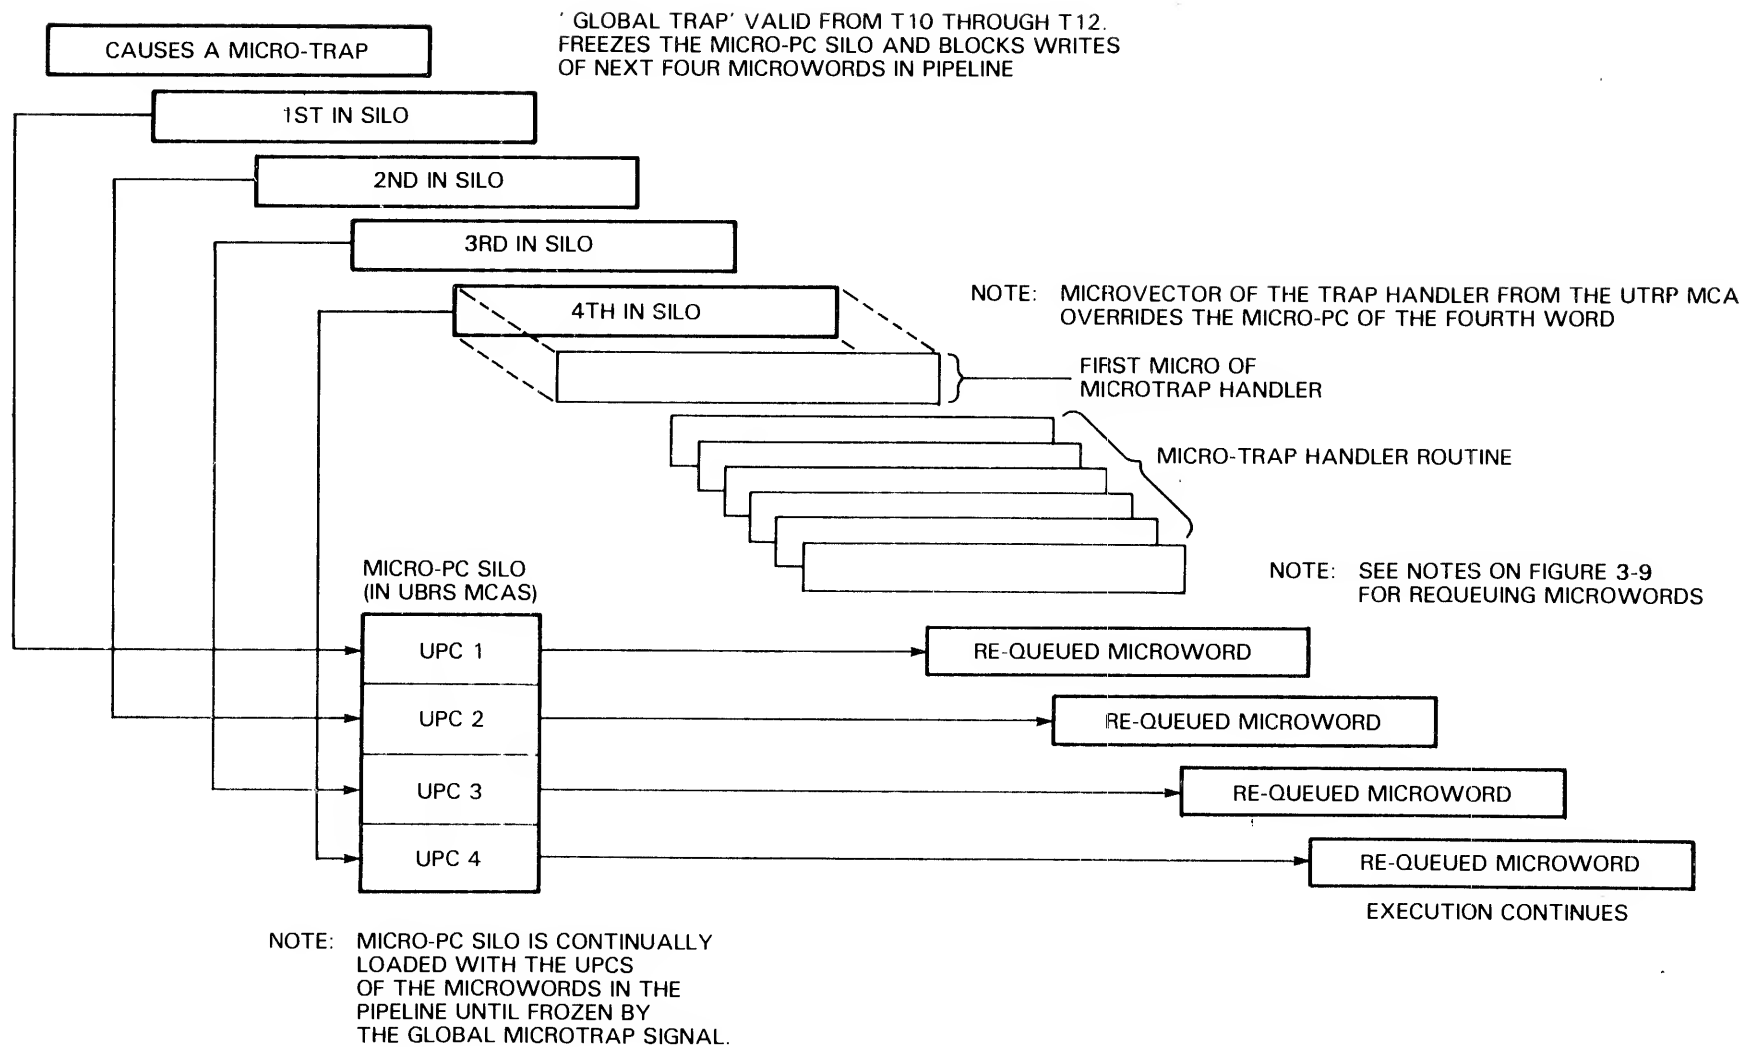 ' GLOBAL TRAP' VALID FROM T10 THROUGH T12.
FREEZES THE MICRO-PC SILO AND BLOCKS WRITES
OF NEXT FOUR MICROWORDS IN PIPELINE
CAUSES A MICRO-TRAP
1ST IN SILO
2ND IN SILO
3RD IN SILO
4TH IN SILO
NOTE: MICROVECTOR OF THE TRAP HANDLER FROM THE UTRP MCA
OVERRIDES THE MICRO-PC OF THE FOURTH WORD
FIRST MICRO OF
MICROTRAP HANDLER
MICRO-TRAP HANDLER ROUTINE
MICRO-PC SILO
(IN UBRS MCAS)
NOTE: SEE NOTES ON FIGURE 3-9
FOR REQUEUING MICROWORDS
UPC 1
RE-QUEUED MICROWORD
UPC 2
RE-QUEUED MICROWORD
UPC 3
RE-QUEUED MICROWORD
UPC 4
RE-QUEUED MICROWORD
EXECUTION CONTINUES
NOTE: MICRO-PC SILO IS CONTINUALLY
LOADED WITH THE UPCS
OF THE MICROWORDS IN THE
PIPELINE UNTIL FROZEN BY
THE GLOBAL MICROTRAP SIGNAL.